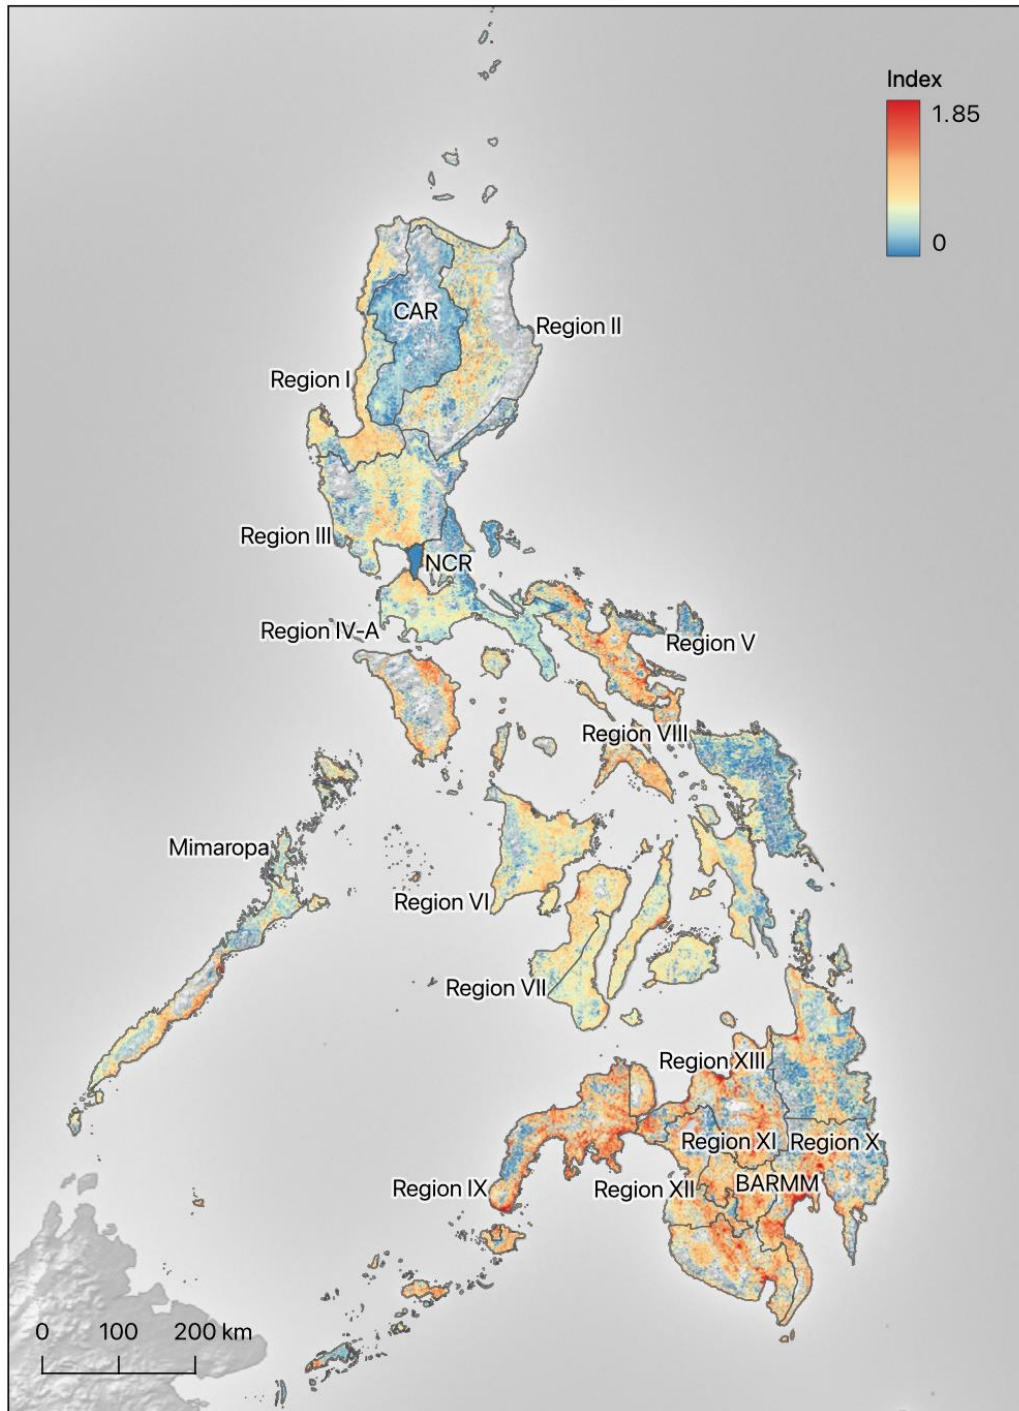 Index
1.85
0
CAR
Region II
Region I
Region III
NCR
Region IV-A
Region V
Region VIII
Mimaropa
Region VI
Region VII
Region XIII
Region XI
Region X
Region IX
Region XII
BARMM
0 100 200 km